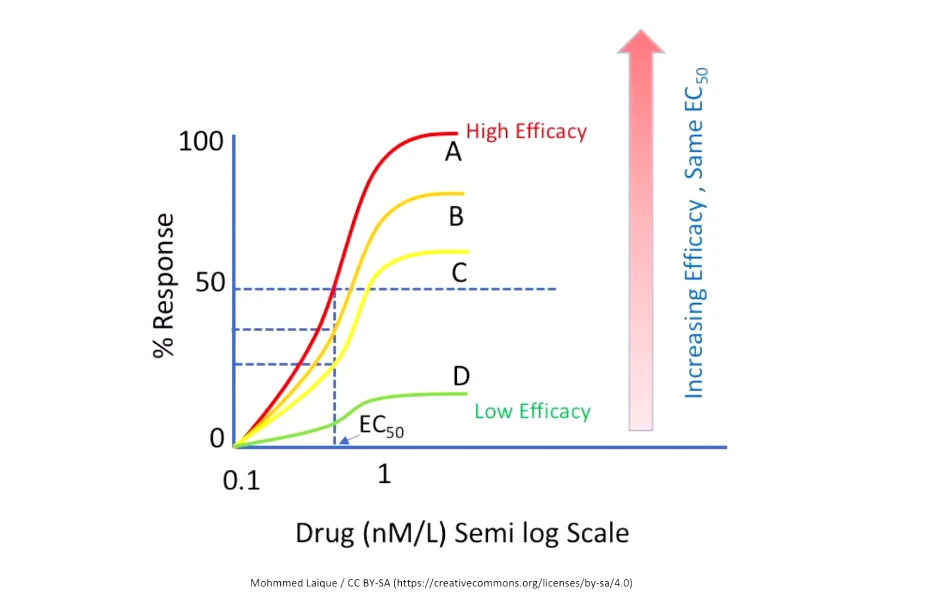 100
High Efficacy
A
B
50
C
% Response
D
Low Efficacy
EC50
0
0.1
1
Drug (nM/L) Semi log Scale
Increasing Efficacy , Same EC50
Mohmmed Laique / CC BY-SA (https://creativecommons.org/licenses/by-sa/4.0)